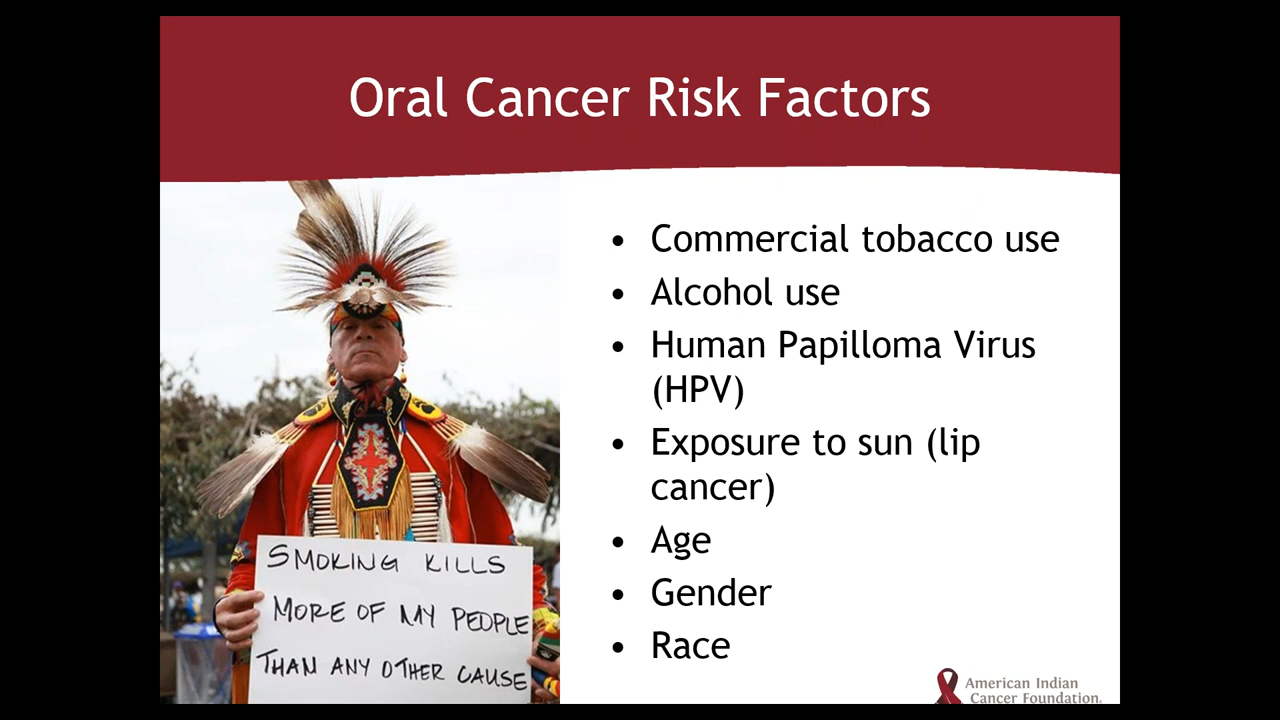 Oral Cancer Risk Factors
SMOKING KILLS
MORE OF MY PEOPLE
THAN ANY OTHER CAUSE
• Commercial tobacco use
• Alcohol use
• Human Papilloma Virus
(HPV)
• Exposure to sun (lip
cancer)
• Age
• Gender
• Race
American Indian
Cancer Foundation.